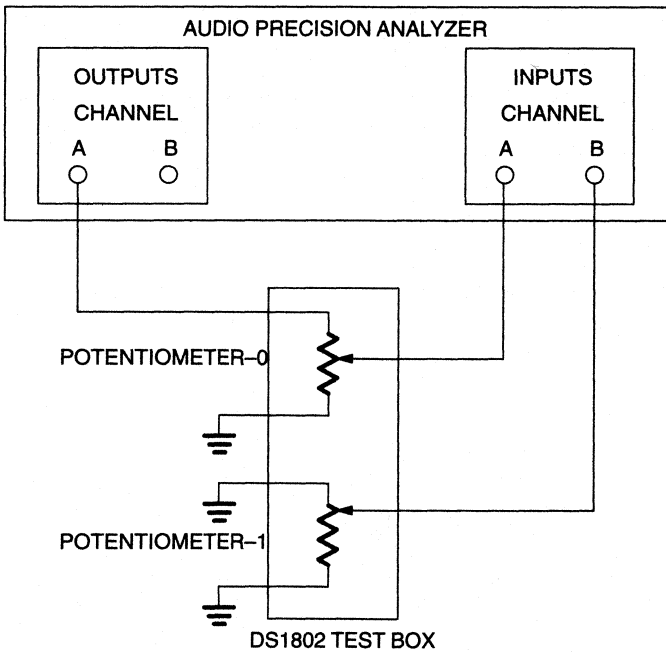 AUDIO PRECISION ANALYZER
OUTPUTS
CHANNEL
A B
INPUTS
CHANNEL
A B
POTENTIOMETER–0
POTENTIOMETER–1
DS1802 TEST BOX